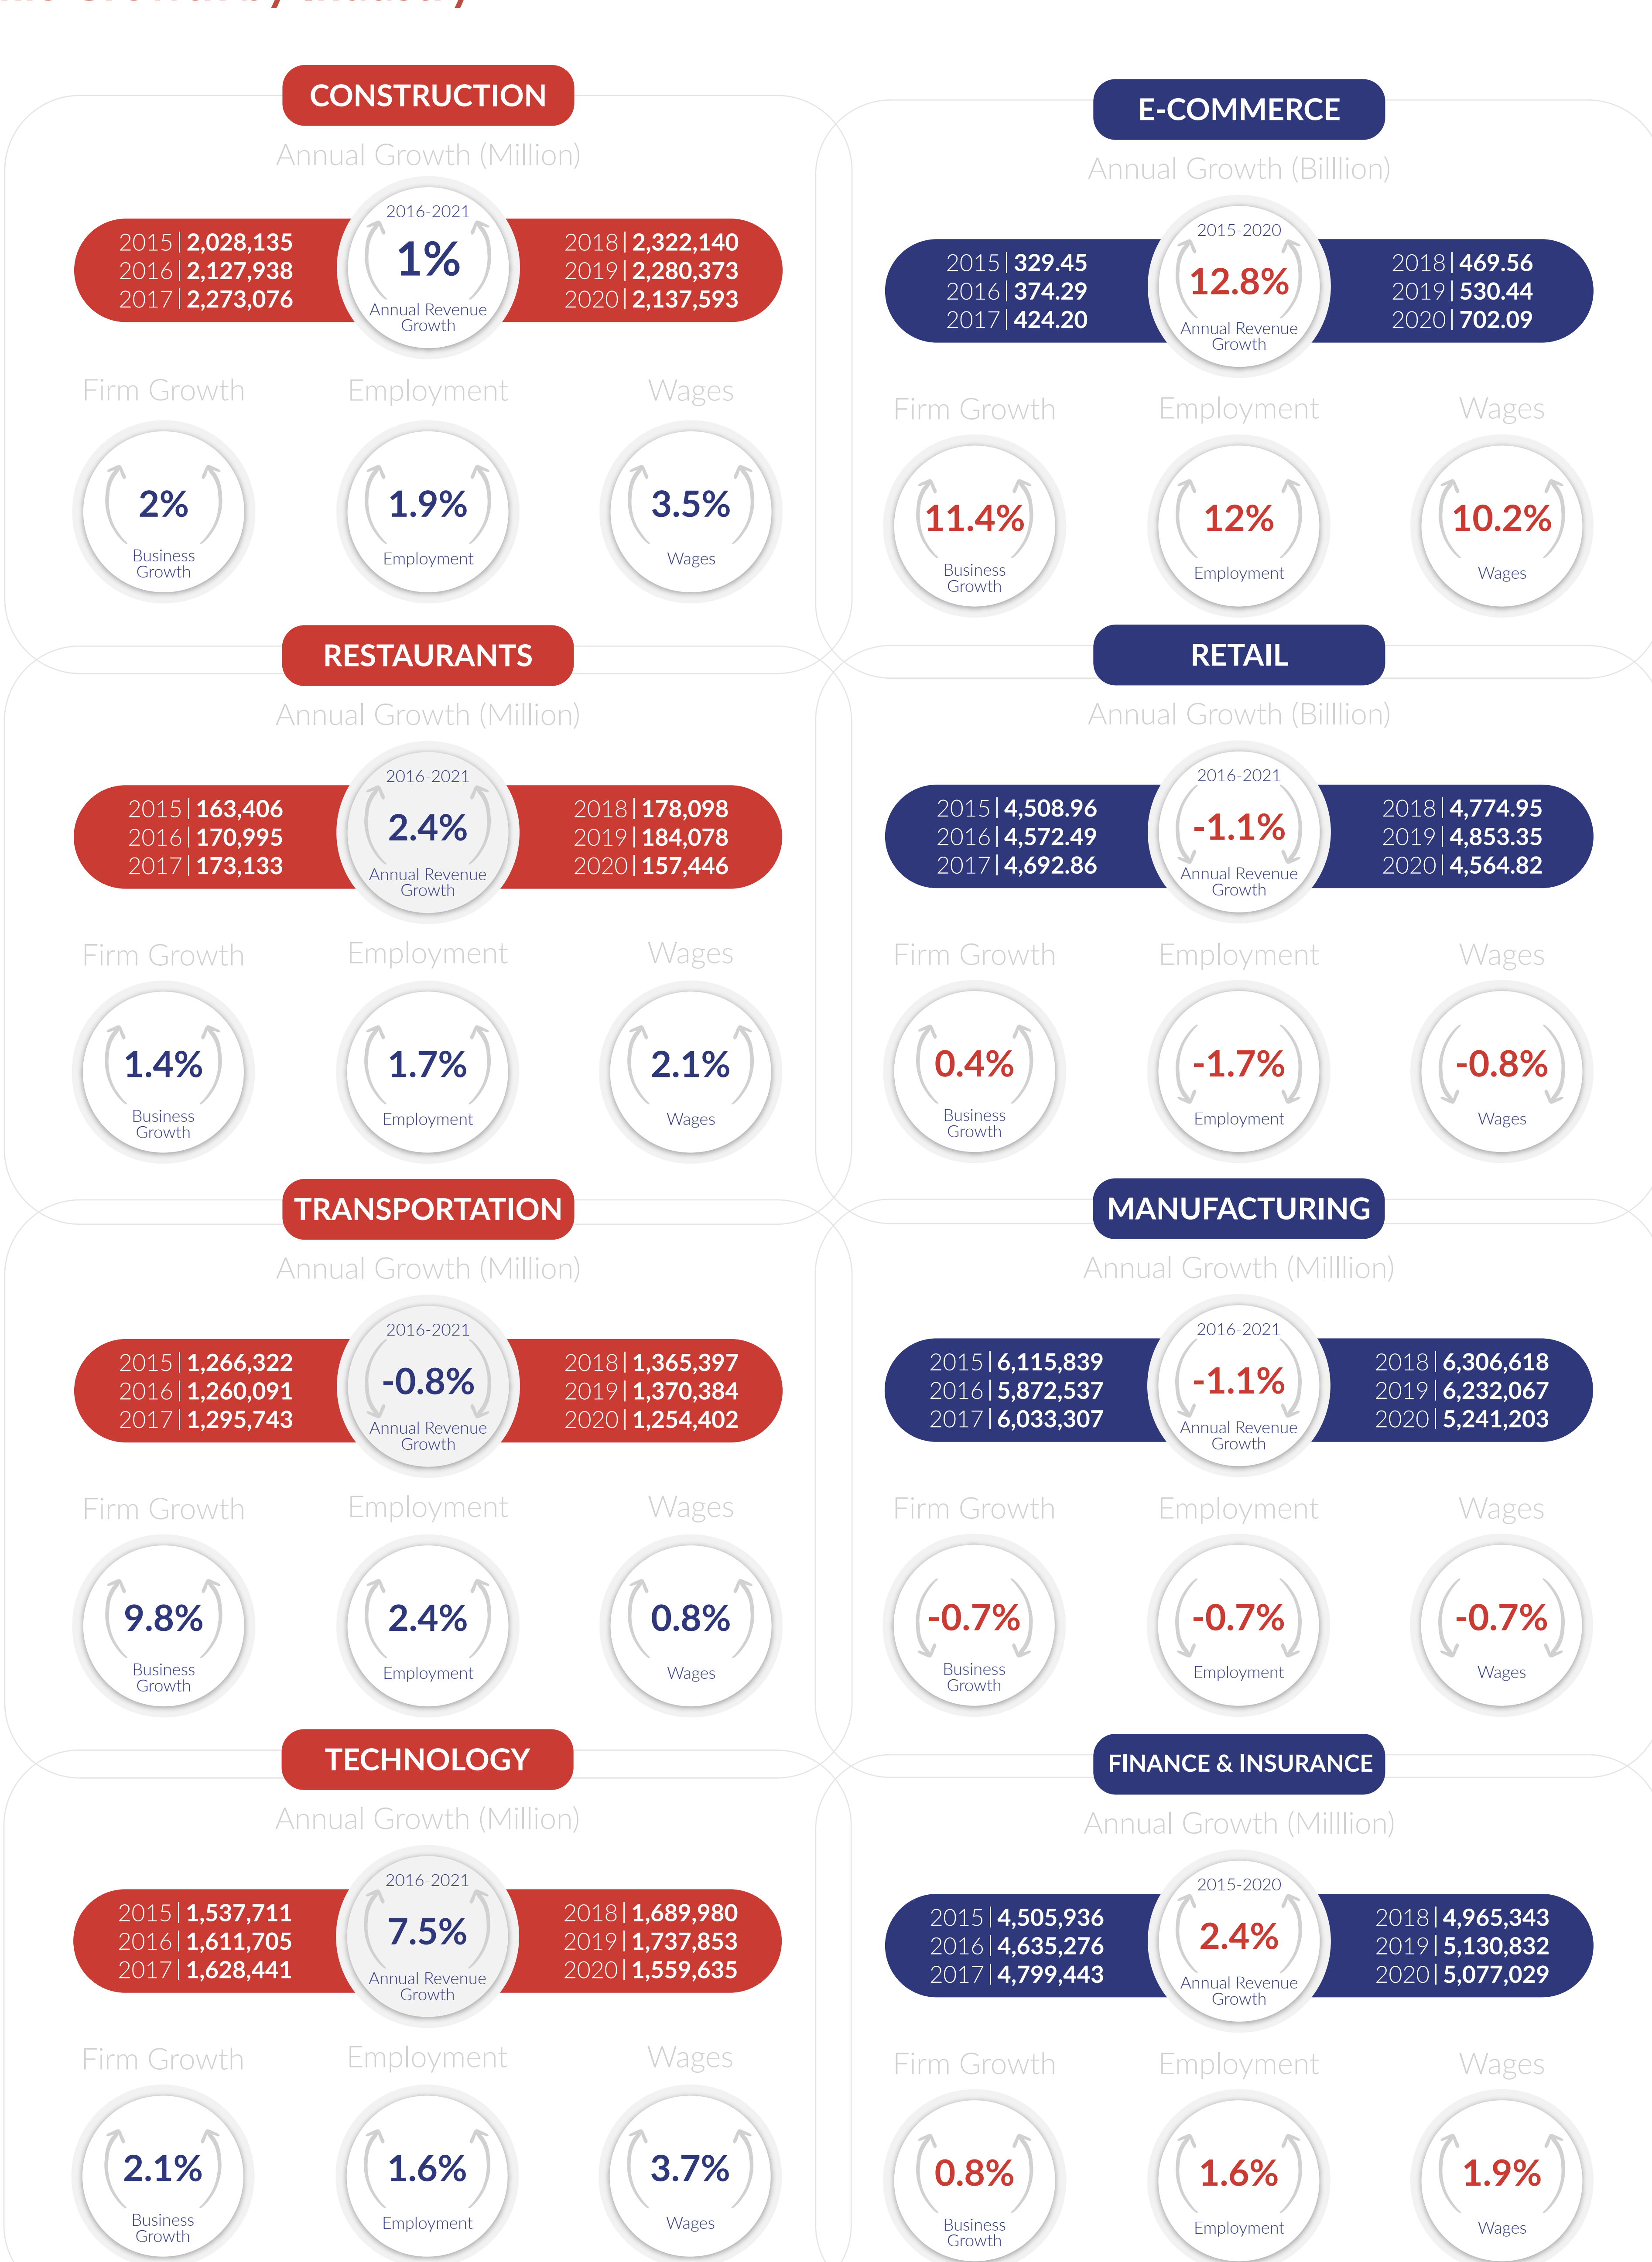 Growth by Industry
CONSTRUCTION
Annual Growth (Million)
2015|2,028,135
2016|2,127,938
2017|2,273,076
2016-2021
1%
Annual Revenue
Growth
2018|2,322,140
2019|2,280,373
2020|2,137,593
Firm Growth
Employment
Wages
2%
Business
Growth
1.9%
Employment
3.5%
Wages
E-COMMERCE
Annual Growth (Billlion)
2015|329.45
2016|374.29
2017|424.20
2015-2020
12.8%
Annual Revenue
Growth
2018|469.56
2019|530.44
2020|702.09
Firm Growth
Employment
Wages
11.4%
Business
Growth
12%
Employment
10.2%
Wages
RESTAURANTS
Annual Growth (Million)
2015|163,406
2016|170,995
2017|173,133
2016-2021
2.4%
Annual Revenue
Growth
2018|178,098
2019|184,078
2020|157,446
Firm Growth
Employment
Wages
1.4%
Business
Growth
1.7%
Employment
2.1%
Wages
RETAIL
Annual Growth (Billlion)
2015|4,508.96
2016|4,572.49
2017|4,692.86
2016-2021
-1.1%
Annual Revenue
Growth
2018|4,774.95
2019|4,853.35
2020|4,564.82
Firm Growth
Employment
Wages
0.4%
Business
Growth
-1.7%
Employment
-0.8%
Wages
TRANSPORTATION
Annual Growth (Million)
2015|1,266,322
2016|1,260,091
2017|1,295,743
2016-2021
-0.8%
Annual Revenue
Growth
2018|1,365,397
2019|1,370,384
2020|1,254,402
Firm Growth
Employment
Wages
9.8%
Business
Growth
2.4%
Employment
0.8%
Wages
MANUFACTURING
Annual Growth (Milllion)
2015|6,115,839
2016|5,872,537
2017|6,033,307
2016-2021
-1.1%
Annual Revenue
Growth
2018|6,306,618
2019|6,232,067
2020|5,241,203
Firm Growth
Employment
Wages
-0.7%
Business
Growth
-0.7%
Employment
-0.7%
Wages
TECHNOLOGY
Annual Growth (Million)
2015|1,537,711
2016|1,611,705
2017|1,628,441
2016-2021
7.5%
Annual Revenue
Growth
2018|1,689,980
2019|1,737,853
2020|1,559,635
Firm Growth
Employment
Wages
2.1%
Business
Growth
1.6%
Employment
3.7%
Wages
FINANCE & INSURANCE
Annual Growth (Milllion)
2015|4,505,936
2016|4,635,276
2017|4,799,443
2015-2020
2.4%
Annual Revenue
Growth
2018|4,965,343
2019|5,130,832
2020|5,077,029
Firm Growth
Employment
Wages
0.8%
Business
Growth
1.6%
Employment
1.9%
Wages